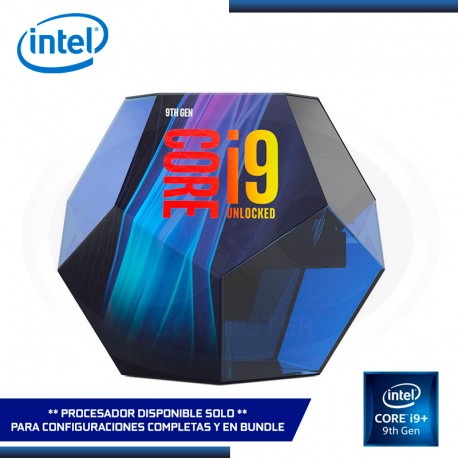 intel
9TH GEN
CORE i9
UNLOCKED
** PROCESADOR DISPONIBLE SOLO **
PARA CONFIGURACIONES COMPLETAS Y EN BUNDLE
intel
CORE i9+
9th Gen